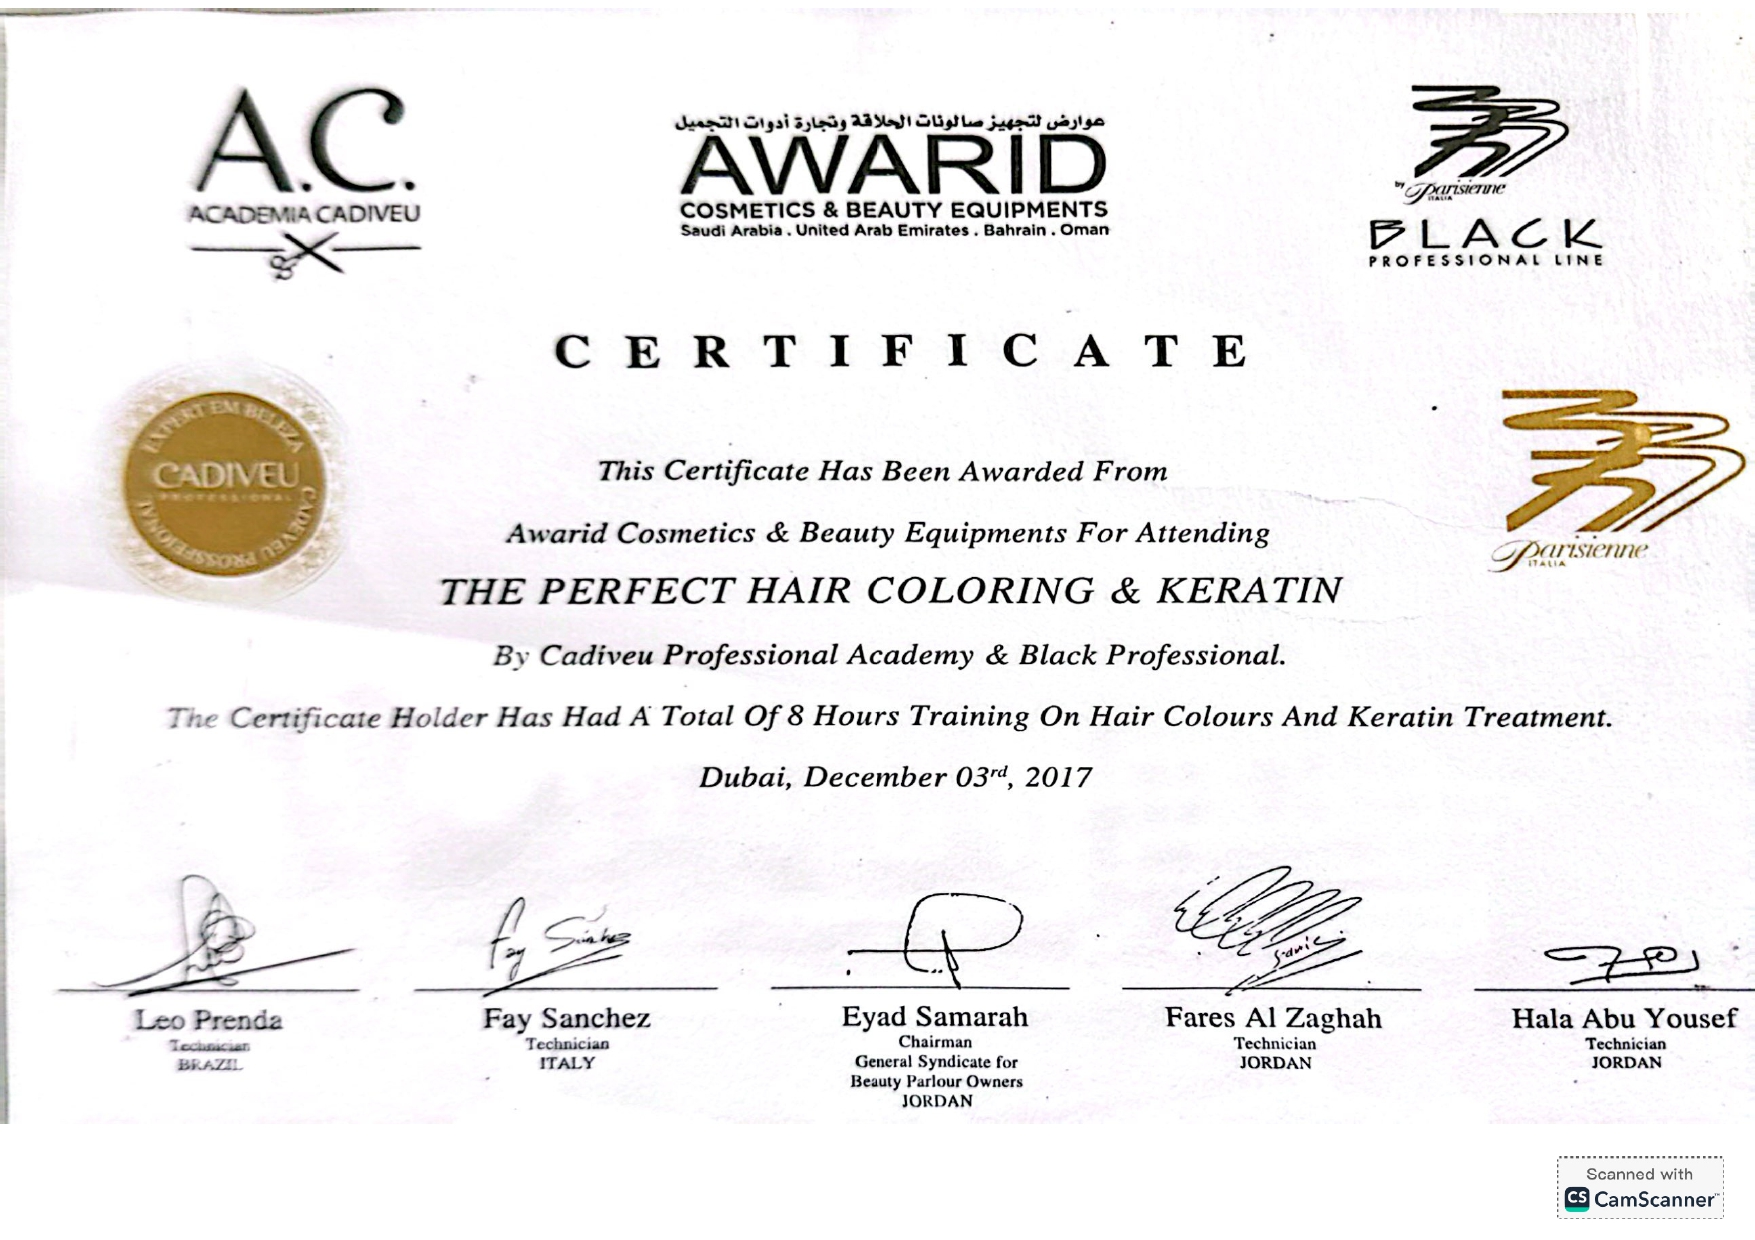 A.C.
ACADEMIA CADIVEU
عوارض لتجهيز صالونات الحلاقة وتجارة أدوات التجميل
AWARID
COSMETICS & BEAUTY EQUIPMENTS
Saudi Arabia . United Arab Emirates . Bahrain . Oman
by Parisienne
ITALIA
BLACK
PROFESSIONAL LINE
CERTIFICATE
EXPERT EM BELEZA
CADIVEU
PROFESSIONAL
CADEVEU PROSSFEIONAL
Parisienne
ITALIA
This Certificate Has Been Awarded From
Awarid Cosmetics & Beauty Equipments For Attending
THE PERFECT HAIR COLORING & KERATIN
By Cadiveu Professional Academy & Black Professional.
The Certificate Holder Has Had A Total Of 8 Hours Training On Hair Colours And Keratin Treatment.
Dubai, December 03rd, 2017
Fay Sanchez
Leo Prenda
Technician
BRAZIL
Fay Sanchez
Technician
ITALY
Eyad Samarah
Chairman
General Syndicate for
Beauty Parlour Owners
JORDAN
Fares Al Zaghah
Technician
JORDAN
Hala Abu Yousef
Technician
JORDAN
Scanned with
CS CamScanner